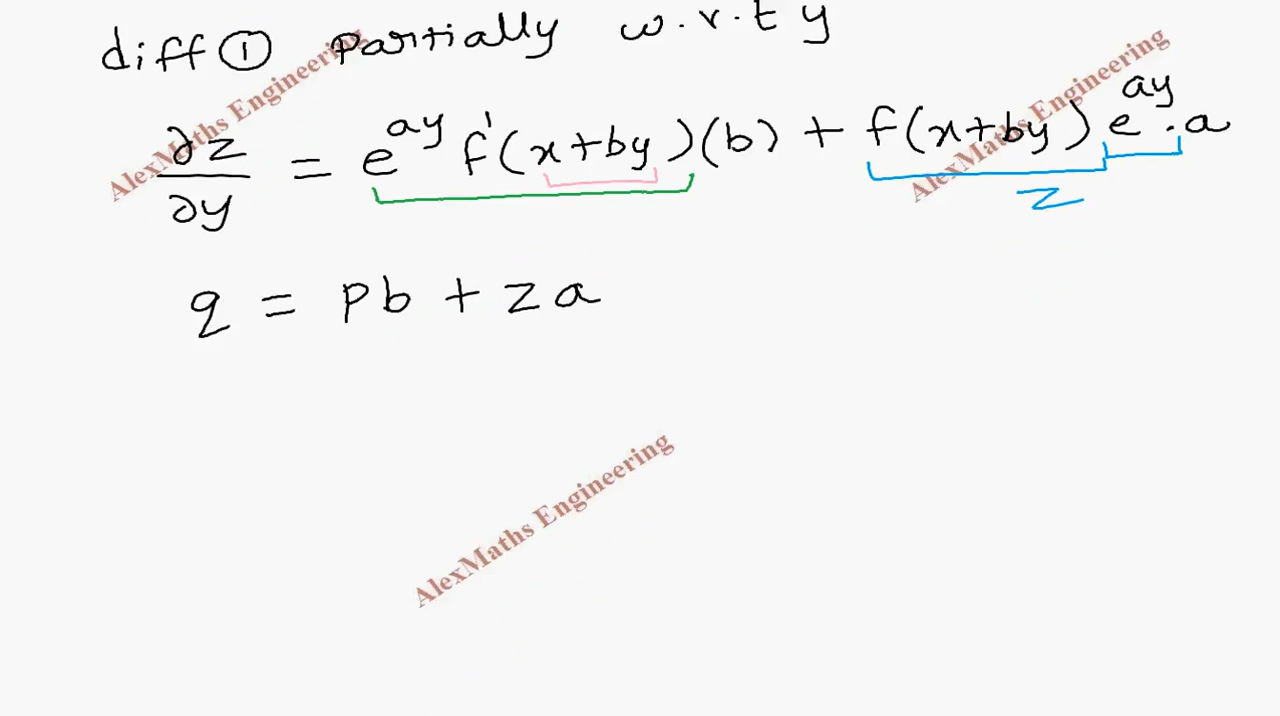 diff ① partially w.r.t y
∂z/∂y = e^{ay} f'(x+by)(b) + f(x+by) e^{ay}.a
z
q = pb + za
AlexMaths Engineering
AlexMaths Engineering
AlexMaths Engineering